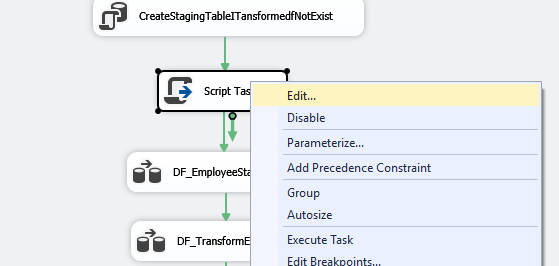 CreateStagingTableITansformedfNotExist
Script Tas
Edit...
Disable
Parameterize...
DF_EmployeeSta
Add Precedence Constraint
Group
Autosize
DF_TransformE
Execute Task
Edit Breakpoints...